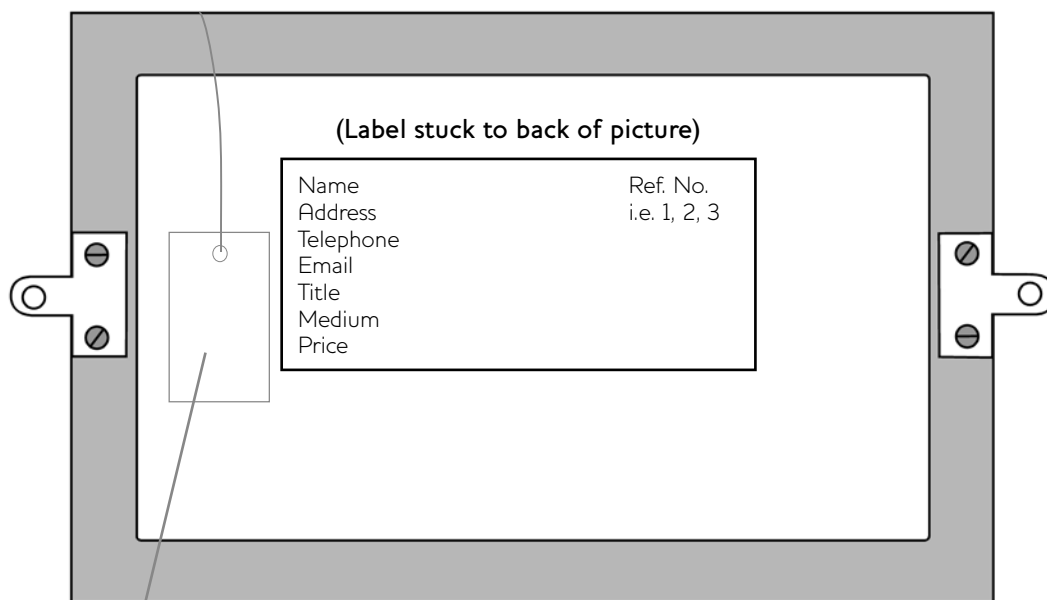 (Label stuck to back of picture)
Name
Ref. No.
Address
i.e. 1, 2, 3
Telephone
Email
Title
Medium
Price